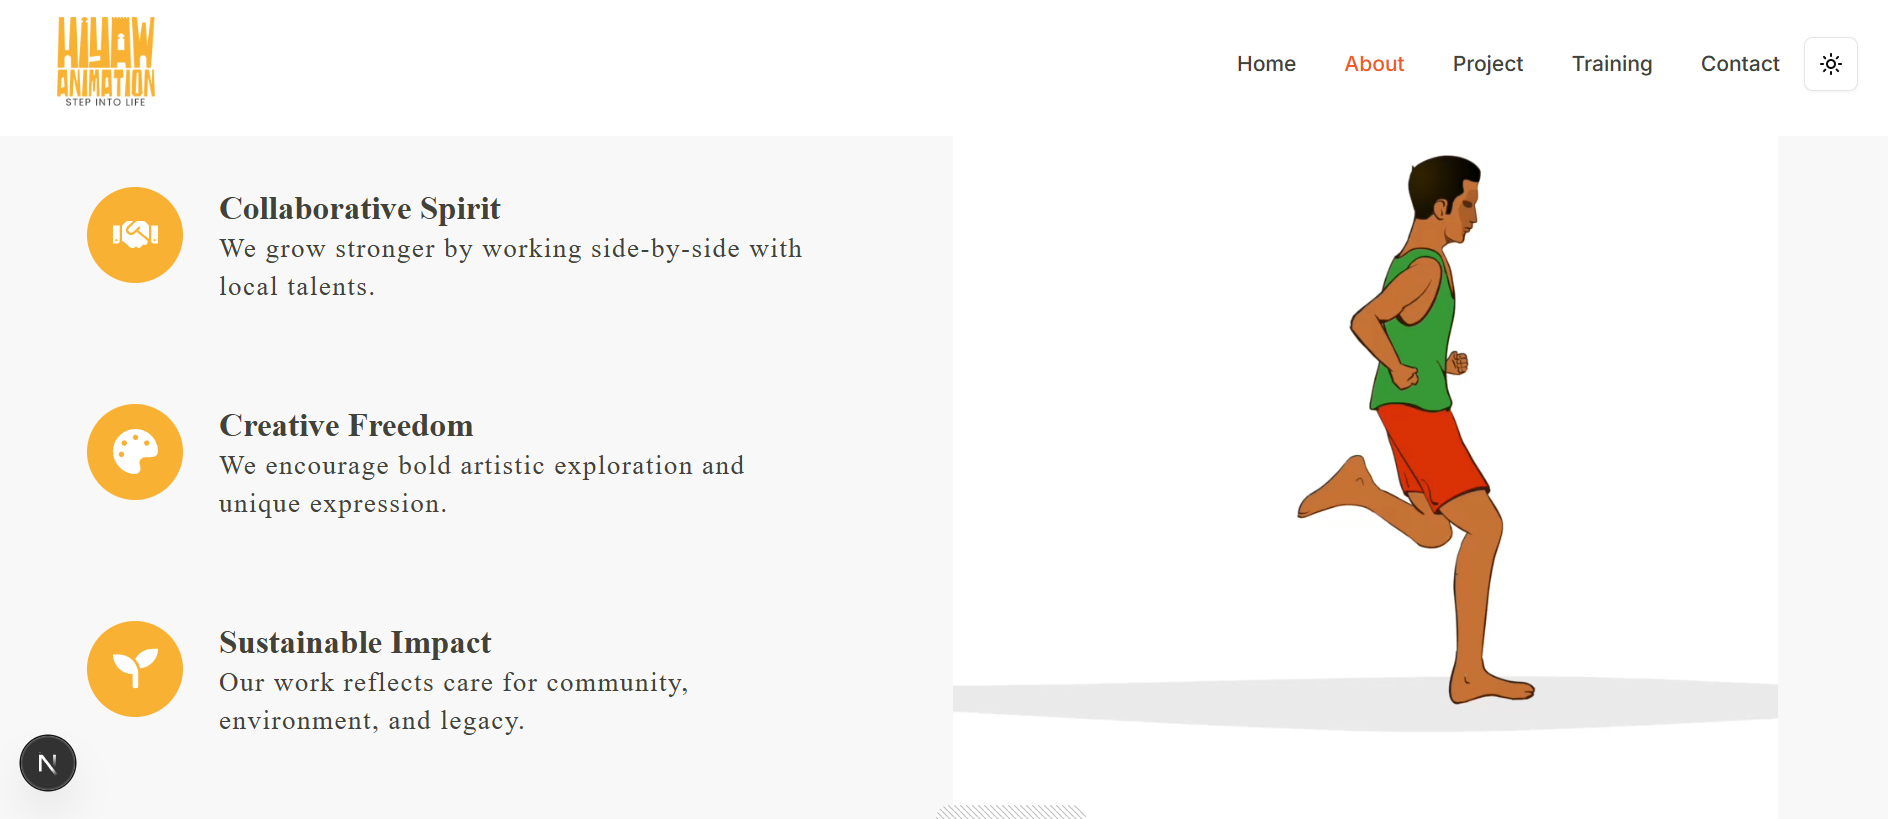 HIYAW
ANIMATION
STEP INTO LIFE
Home About Project Training Contact
Collaborative Spirit
We grow stronger by working side-by-side with
local talents.
Creative Freedom
We encourage bold artistic exploration and
unique expression.
Sustainable Impact
Our work reflects care for community,
environment, and legacy.
N